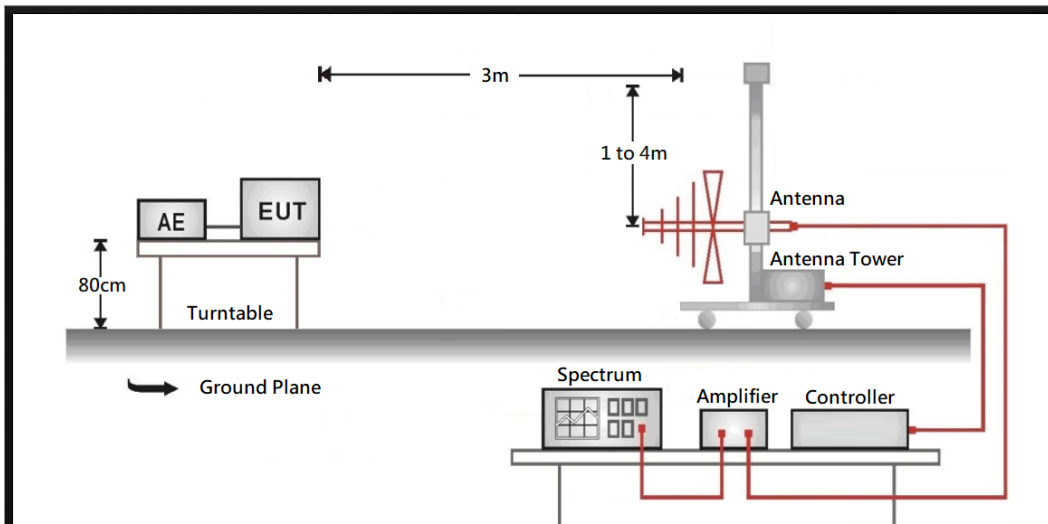 3m
1 to 4m
AE
EUT
Antenna
Antenna Tower
80cm
Turntable
Ground Plane
Spectrum
Amplifier
Controller